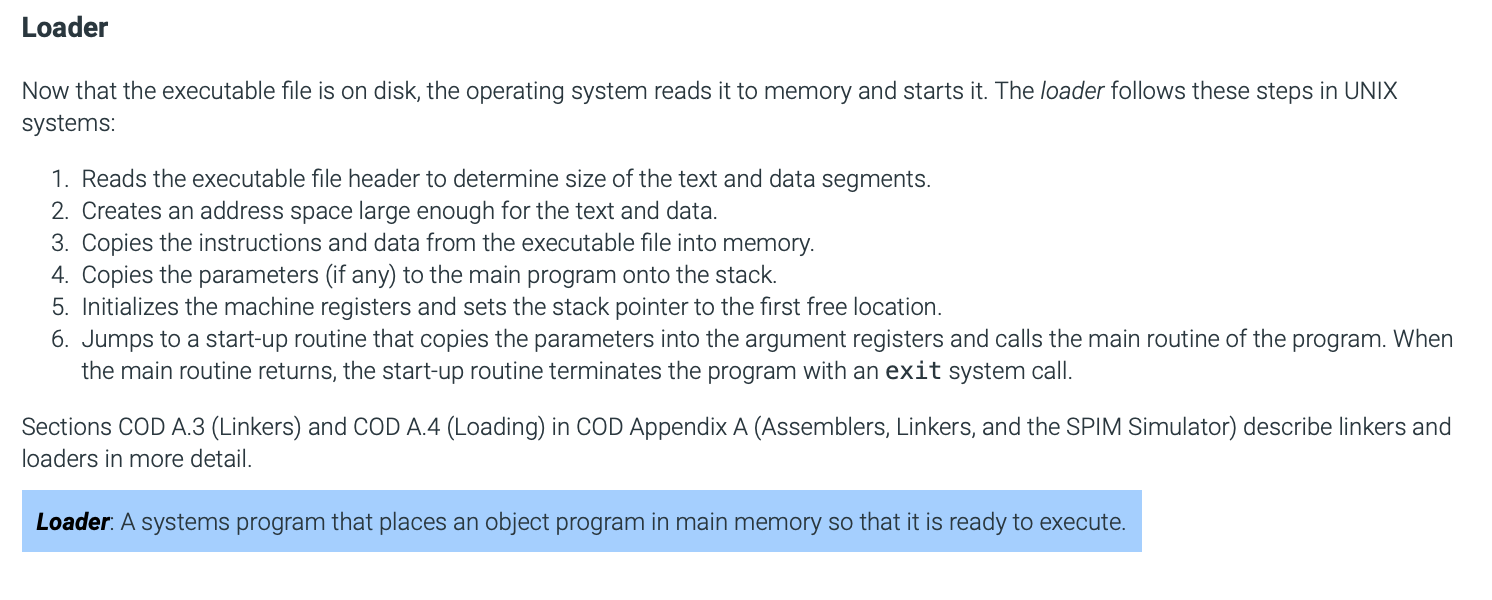 Loader
Now that the executable file is on disk, the operating system reads it to memory and starts it. The loader follows these steps in UNIX
systems:
1. Reads the executable file header to determine size of the text and data segments.
2. Creates an address space large enough for the text and data.
3. Copies the instructions and data from the executable file into memory.
4. Copies the parameters (if any) to the main program onto the stack.
5. Initializes the machine registers and sets the stack pointer to the first free location.
6. Jumps to a start-up routine that copies the parameters into the argument registers and calls the main routine of the program. When
the main routine returns, the start-up routine terminates the program with an exit system call.
Sections COD A.3 (Linkers) and COD A.4 (Loading) in COD Appendix A (Assemblers, Linkers, and the SPIM Simulator) describe linkers and
loaders in more detail.
Loader: A systems program that places an object program in main memory so that it is ready to execute.